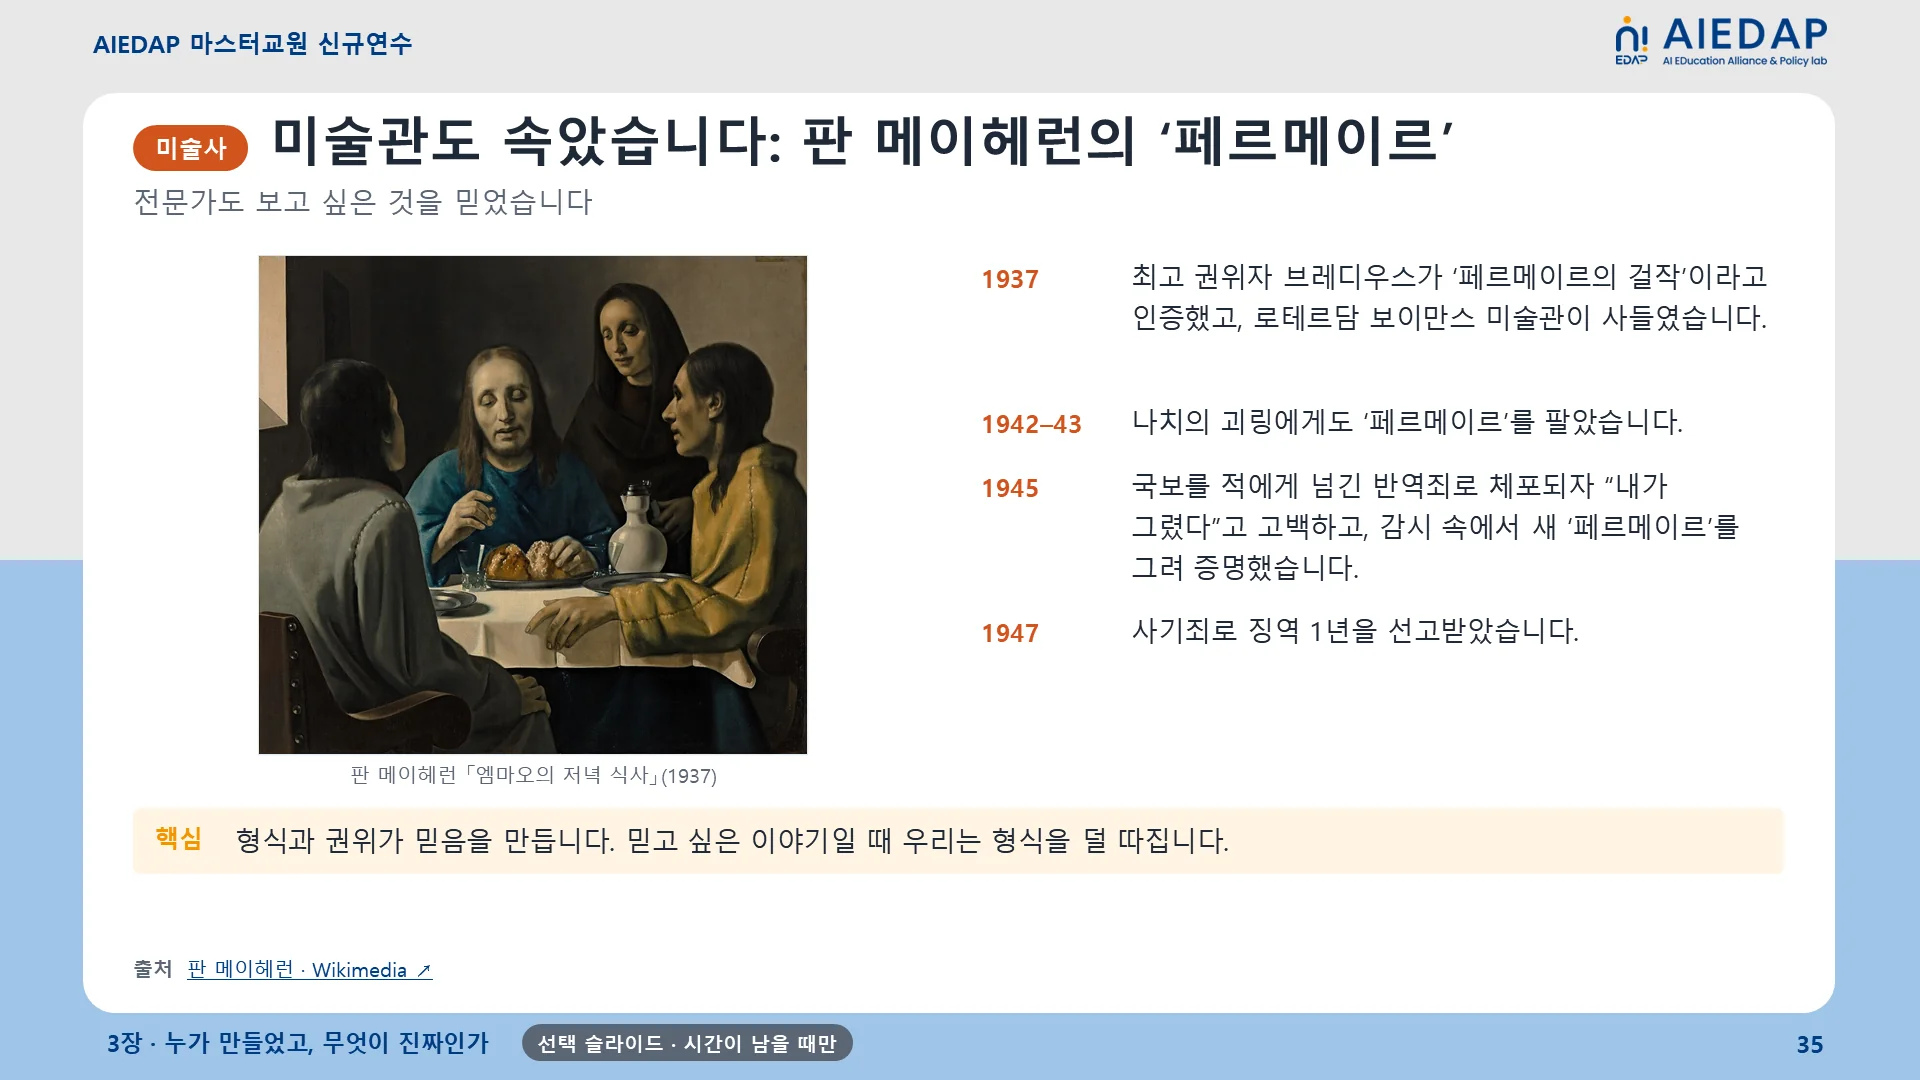 AIEDAP 마스터교원 신규연수
AIEDAP
EDAP
AI EDucation Alliance & Policy lab
미술사
미술관도 속았습니다: 판 메이헤런의 ‘페르메이르’
전문가도 보고 싶은 것을 믿었습니다
1937
최고 권위자 브레디우스가 ‘페르메이르의 걸작’이라고
인증했고, 로테르담 보이만스 미술관이 사들였습니다.
1942–43
나치의 괴링에게도 ‘페르메이르’를 팔았습니다.
1945
국보를 적에게 넘긴 반역죄로 체포되자 “내가
그렸다”고 고백하고, 감시 속에서 새 ‘페르메이르’를
그려 증명했습니다.
1947
사기죄로 징역 1년을 선고받았습니다.
판 메이헤런 「엠마오의 저녁 식사」(1937)
핵심
형식과 권위가 믿음을 만듭니다. 믿고 싶은 이야기일 때 우리는 형식을 덜 따집니다.
출처 판 메이헤런 · Wikimedia ↗
3장 · 누가 만들었고, 무엇이 진짜인가
선택 슬라이드 · 시간이 남을 때만
35